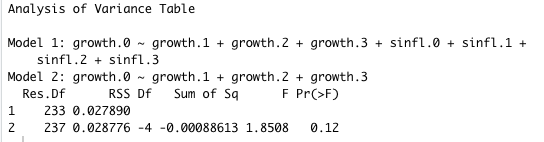 Analysis of Variance Table
Model 1: growth.0 ~ growth.1 + growth.2 + growth.3 + sinfl.0 + sinfl.1 +
    sinfl.2 + sinfl.3
Model 2: growth.0 ~ growth.1 + growth.2 + growth.3
  Res.Df      RSS Df   Sum of Sq      F Pr(>F)
1    233 0.027890
2    237 0.028776 -4 -0.00088613 1.8508   0.12